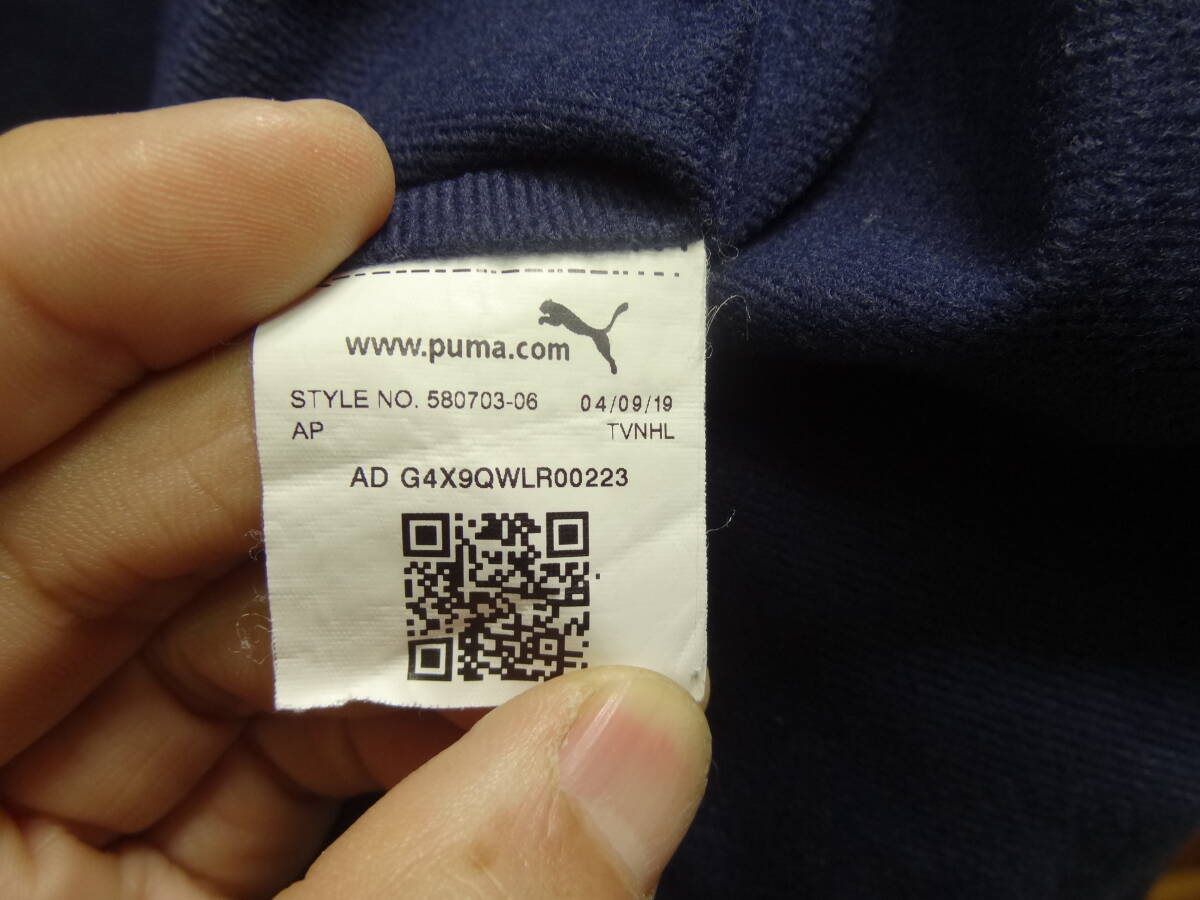 www.puma.com
STYLE NO. 580703-06 04/09/19
AP TVNHL
AD G4X9QWLR00223